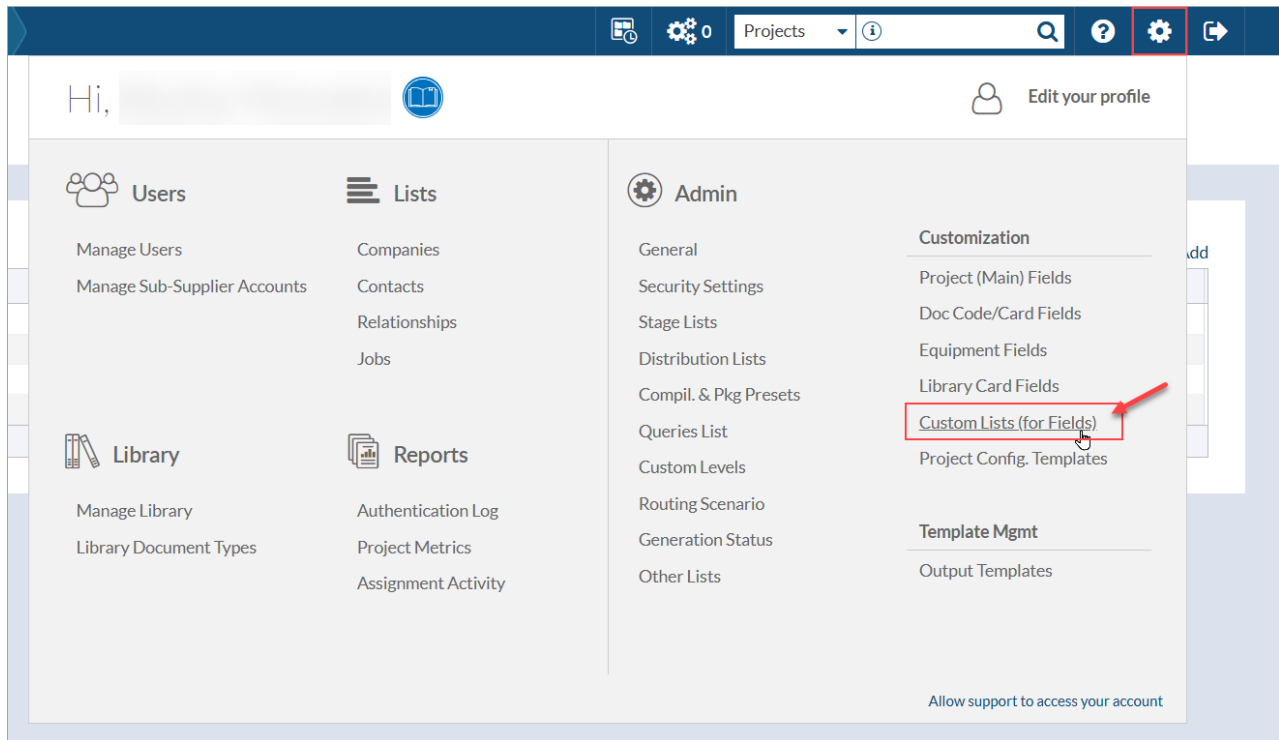 0 Projects
Hi,
Edit your profile
Users
Manage Users
Manage Sub-Supplier Accounts
Lists
Companies
Contacts
Relationships
Jobs
Library
Manage Library
Library Document Types
Reports
Authentication Log
Project Metrics
Assignment Activity
Admin
General
Security Settings
Stage Lists
Distribution Lists
Compil. & Pkg Presets
Queries List
Custom Levels
Routing Scenario
Generation Status
Other Lists
Customization
Project (Main) Fields
Doc Code/Card Fields
Equipment Fields
Library Card Fields
Custom Lists (for Fields)
Project Config. Templates
Template Mgmt
Output Templates
Allow support to access your account